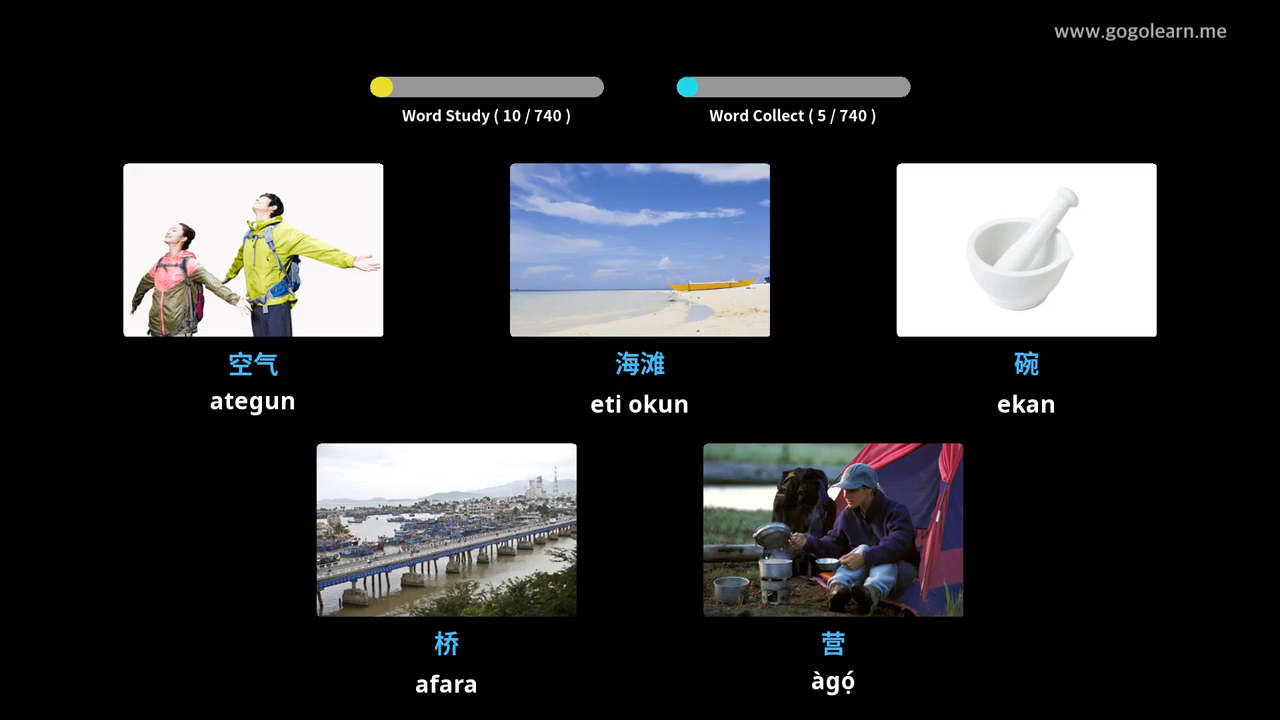 www.gogolearn.me
Word Study ( 10 / 740 )
Word Collect ( 5 / 740 )
空气
ategun
海滩
eti okun
碗
ekan
桥
afara
营
àgọ́